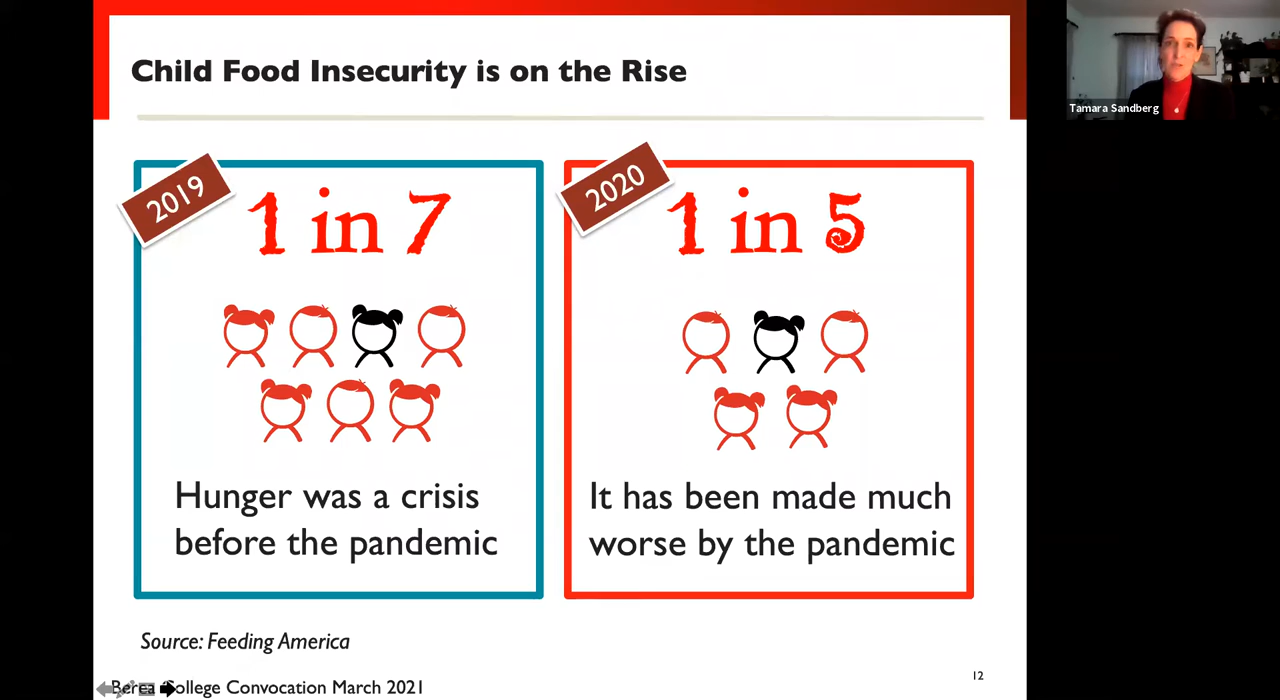 Child Food Insecurity is on the Rise
Tamara Sandberg
2019
1 in 7
2020
1 in 5
Hunger was a crisis
before the pandemic
It has been made much
worse by the pandemic
Source: Feeding America
Berea College Convocation March 2021
12